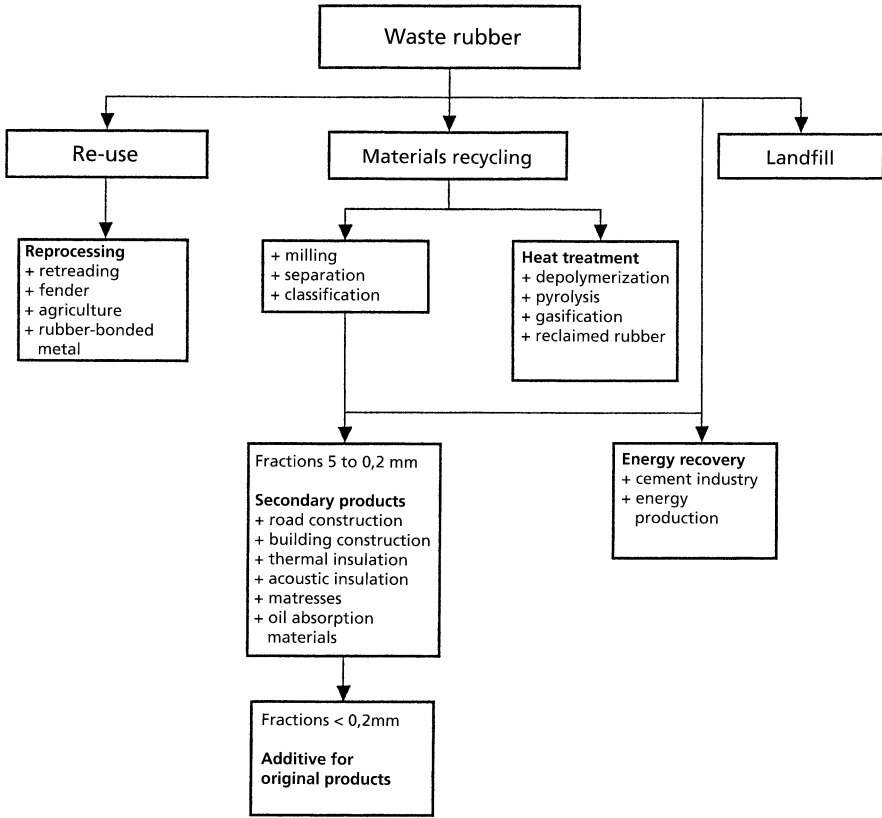 Waste rubber
Re-use
Materials recycling
Landfill
Reprocessing
+ retreading
+ fender
+ agriculture
+ rubber-bonded
metal
+ milling
+ separation
+ classification
Heat treatment
+ depolymerization
+ pyrolysis
+ gasification
+ reclaimed rubber
Fractions 5 to 0,2 mm
Secondary products
+ road construction
+ building construction
+ thermal insulation
+ acoustic insulation
+ matresses
+ oil absorption
materials
Energy recovery
+ cement industry
+ energy
production
Fractions < 0,2mm
Additive for
original products